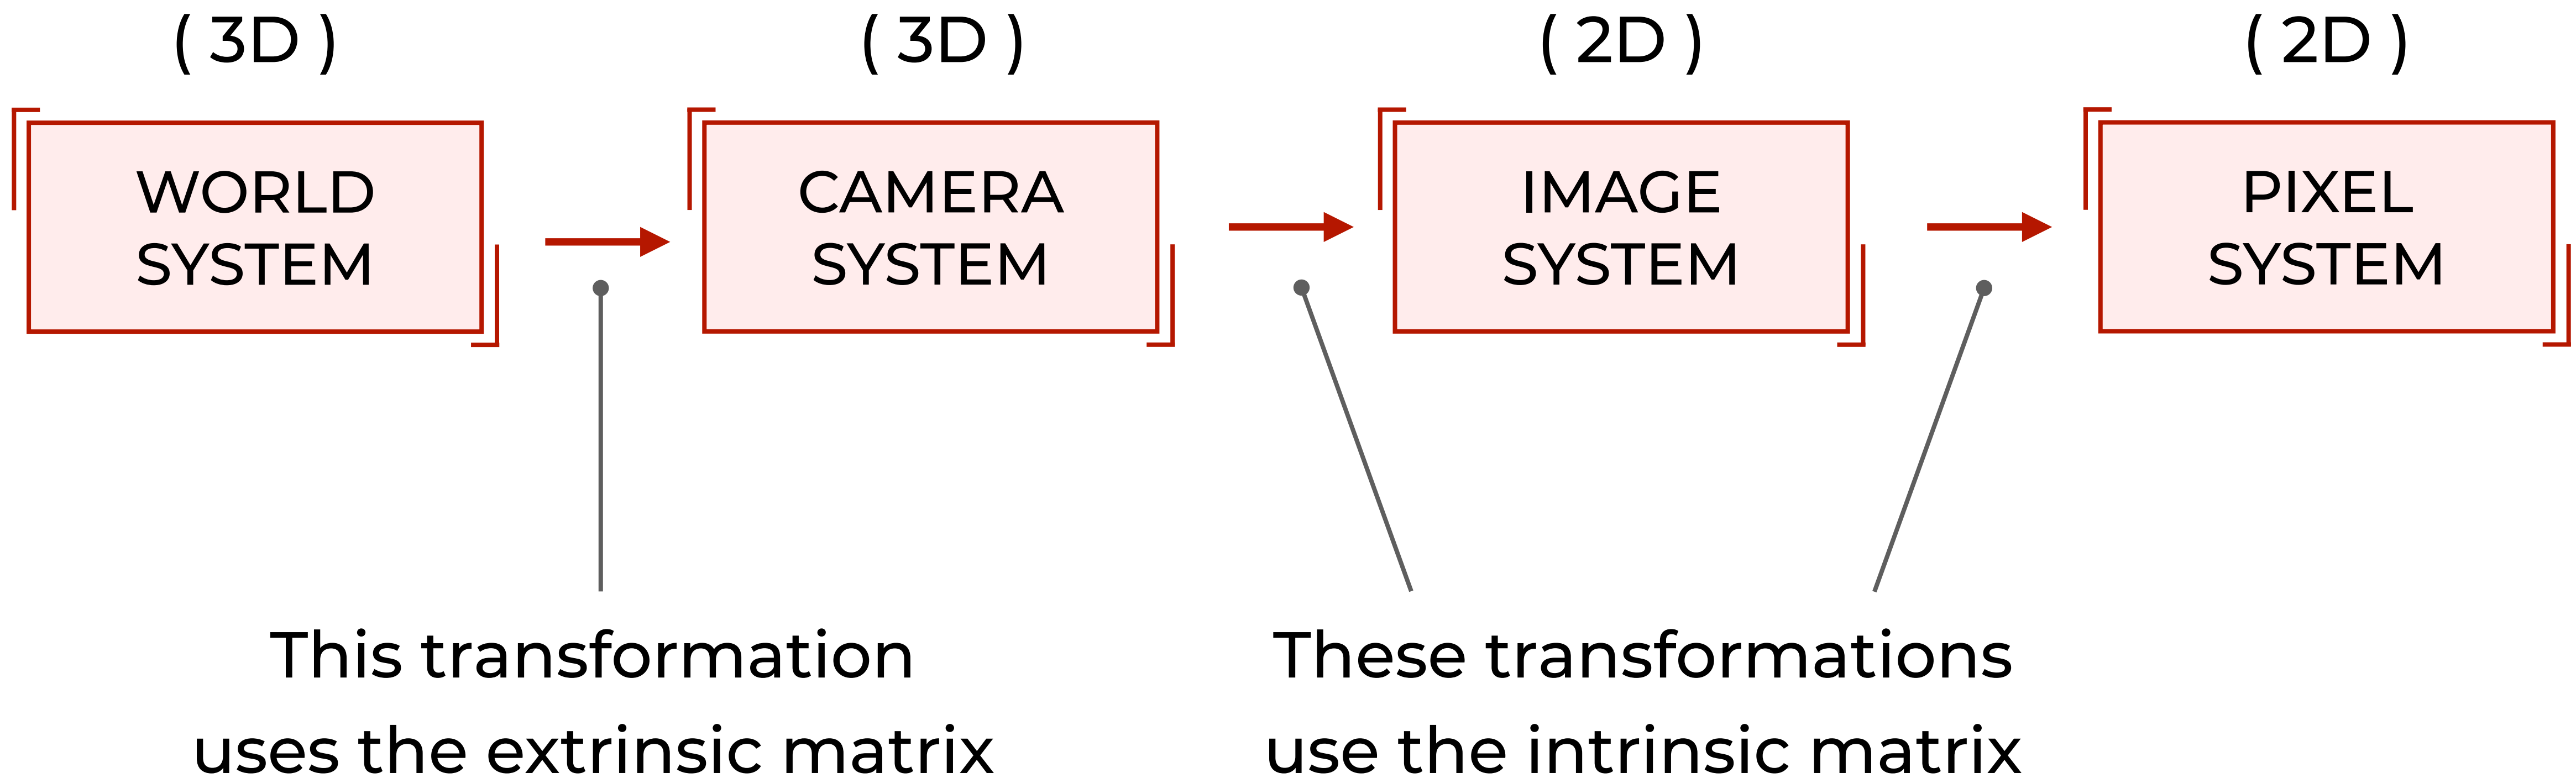 ( 3D )
( 3D )
( 2D )
( 2D )
WORLD
SYSTEM
CAMERA
SYSTEM
IMAGE
SYSTEM
PIXEL
SYSTEM
This transformation
uses the extrinsic matrix
These transformations
use the intrinsic matrix